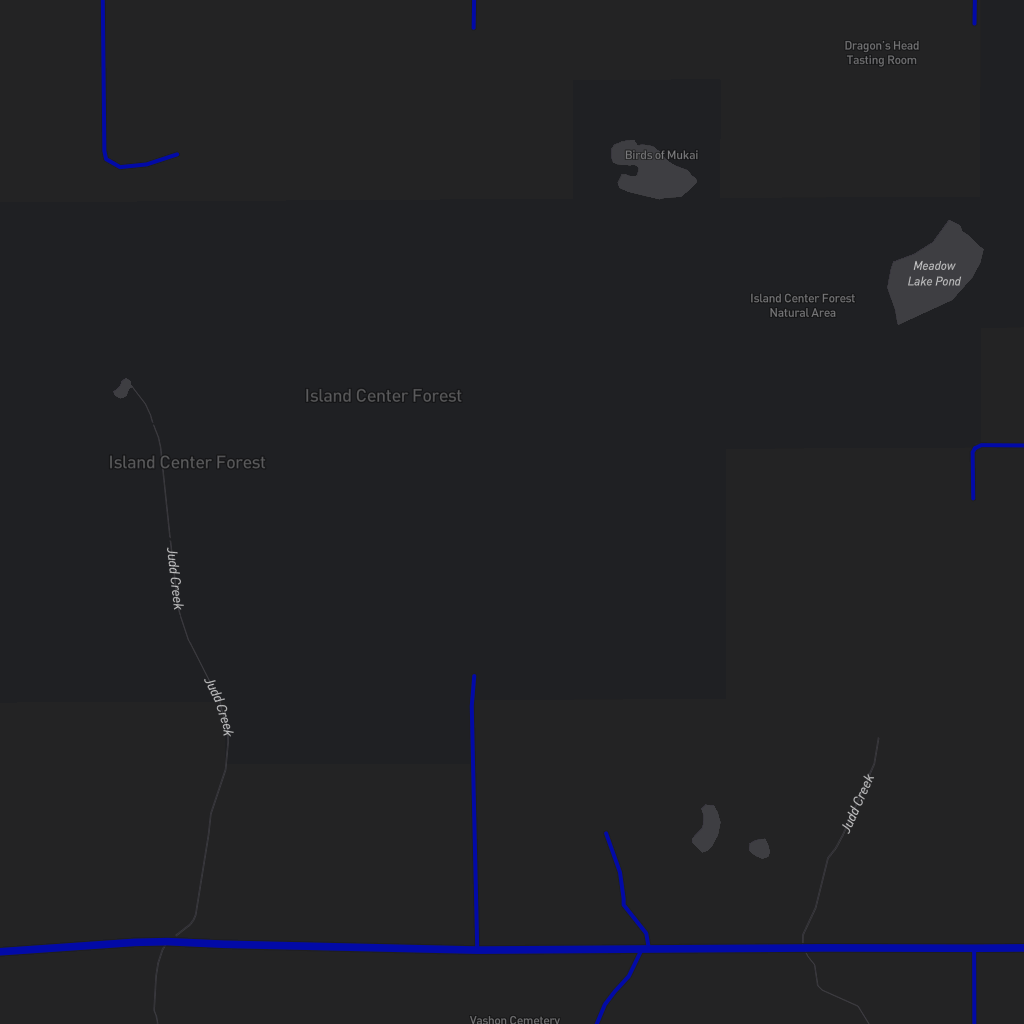 Dragon's Head
Tasting Room
Birds of Mukai
Meadow
Lake Pond
Island Center Forest
Natural Area
Island Center Forest
Island Center Forest
Judd Creek
Judd Creek
Judd Creek
Vashon Cemetery